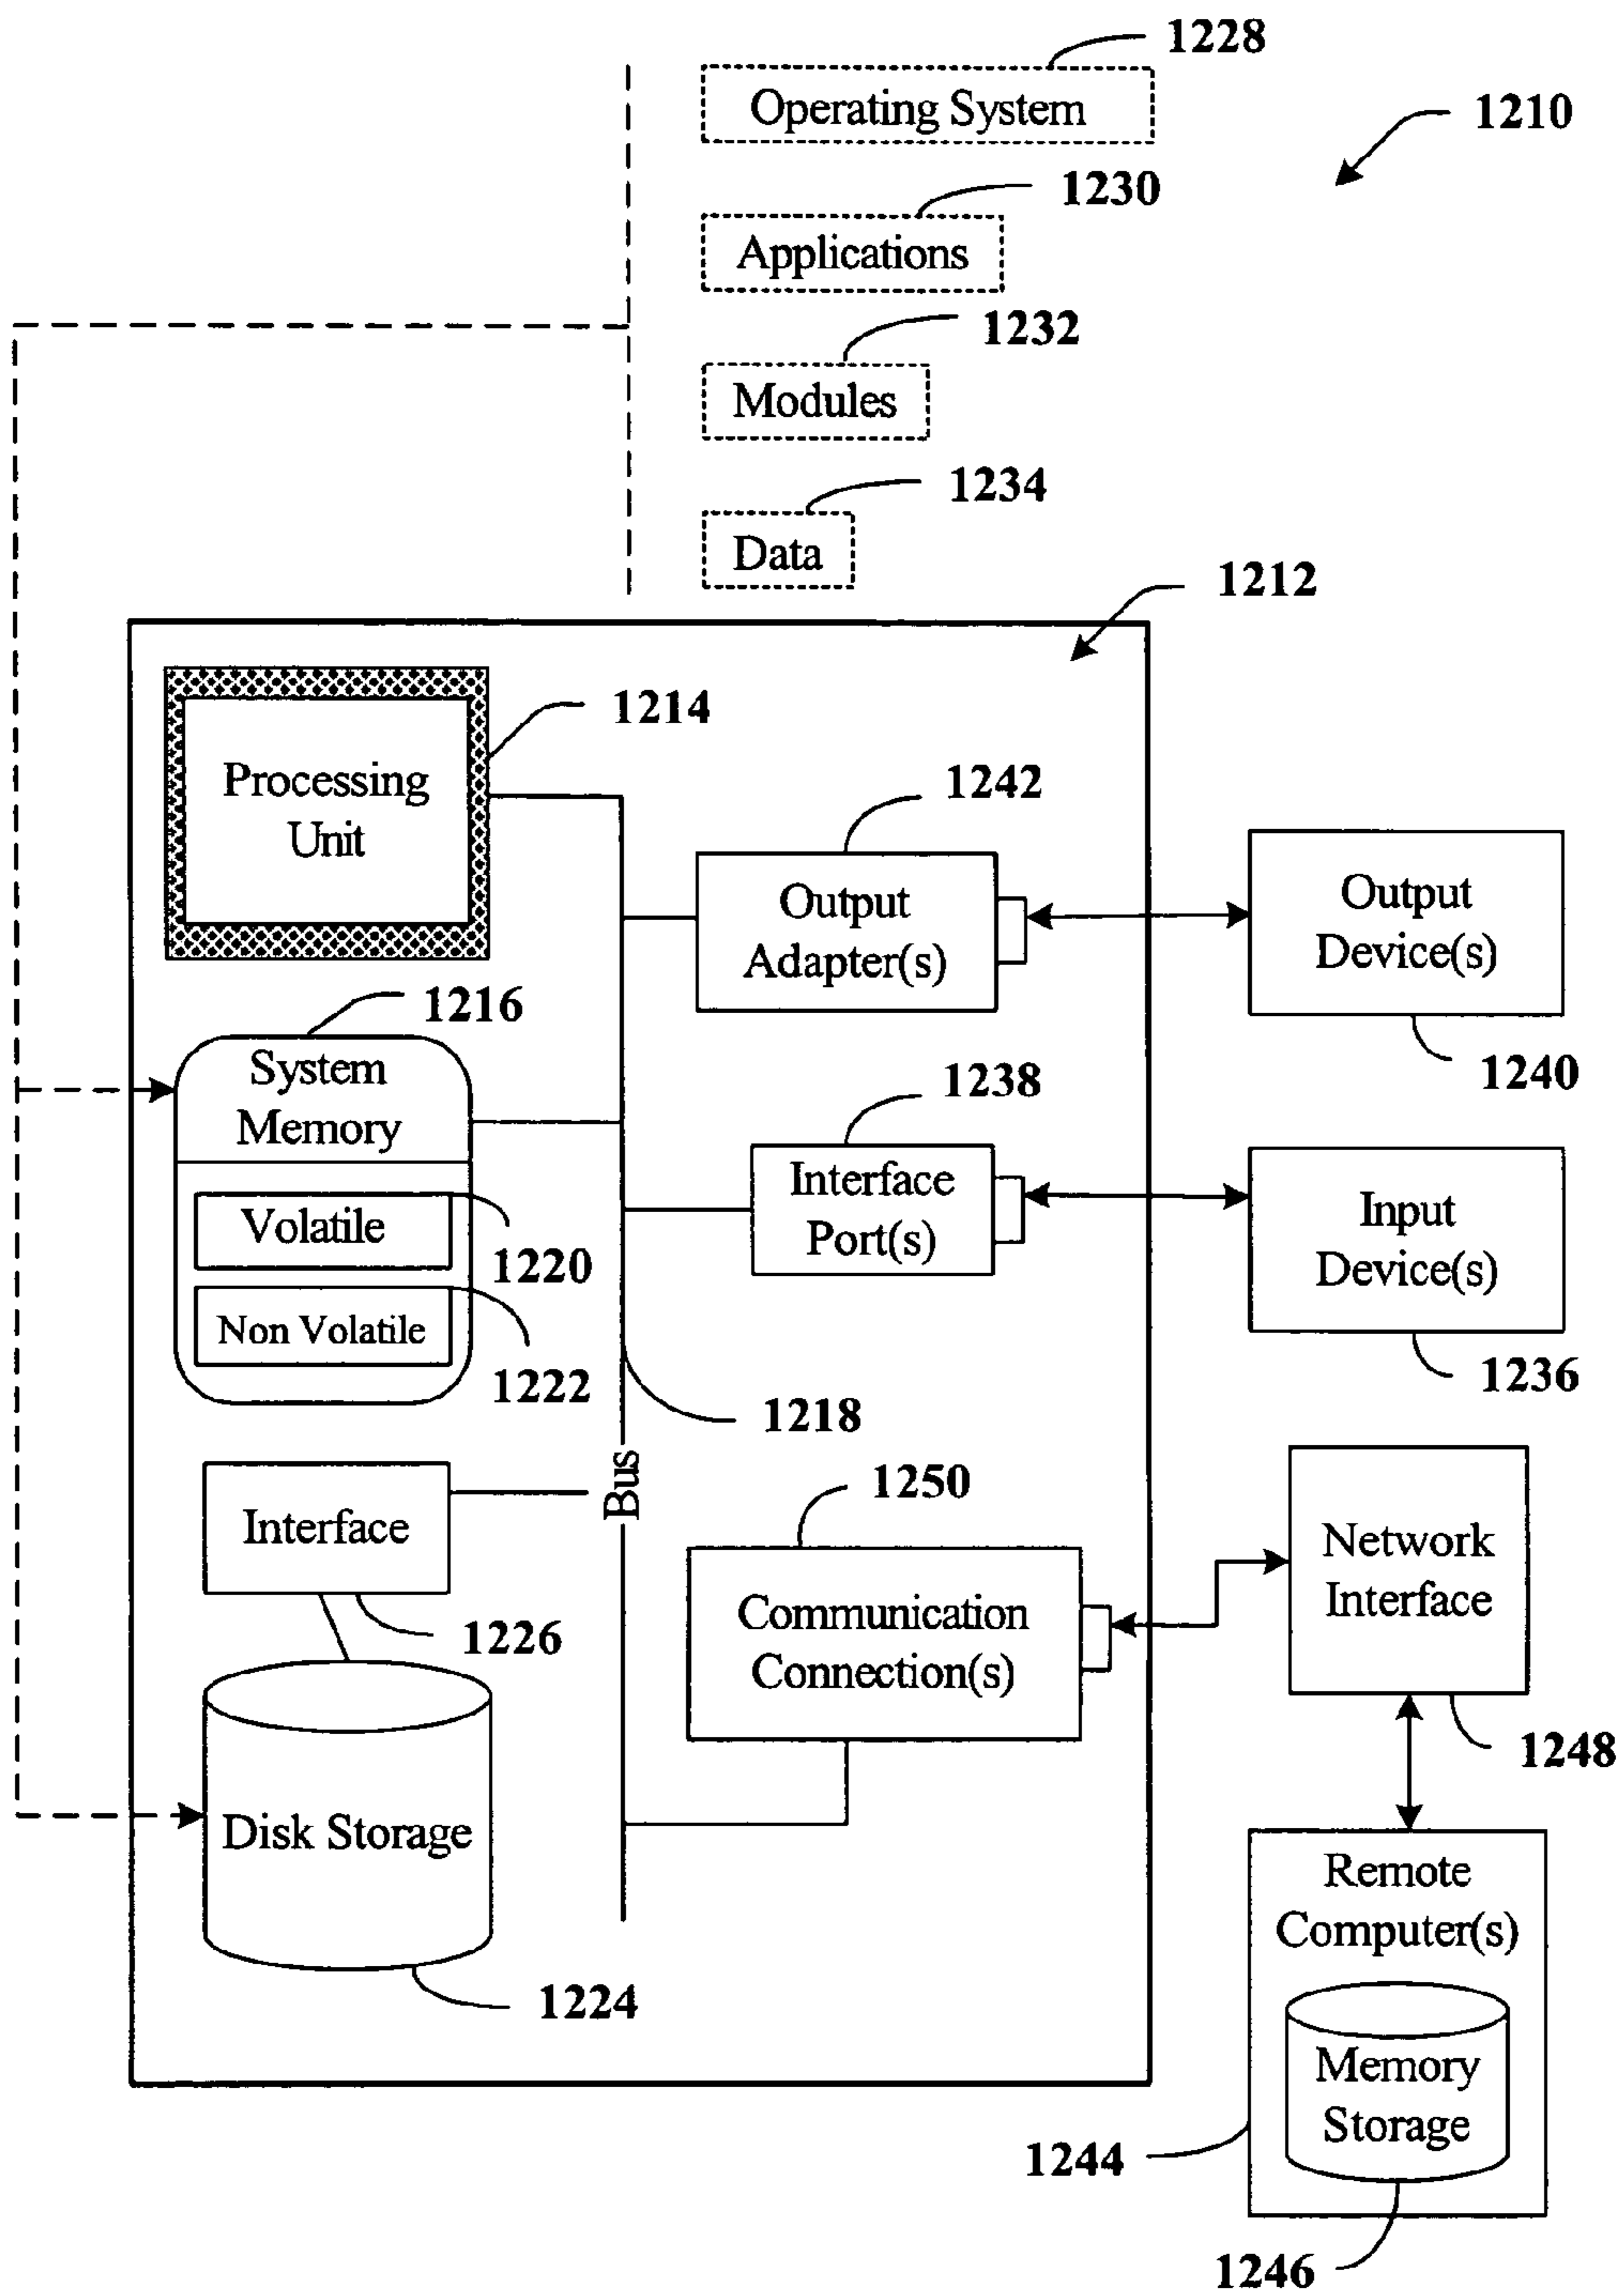 1228
Operating System
1210
1230
Applications
1232
Modules
1234
Data
1212
1214
Processing
Unit
1242
Output
Adapter(s)
Output
Device(s)
1240
1216
System
Memory
1238
Interface
Port(s)
Input
Device(s)
1236
Volatile
1220
Non Volatile
1222
1218
Bus
1250
Interface
1226
Communication
Connection(s)
Network
Interface
1248
Disk Storage
1224
Remote
Computer(s)
Memory
Storage
1244
1246